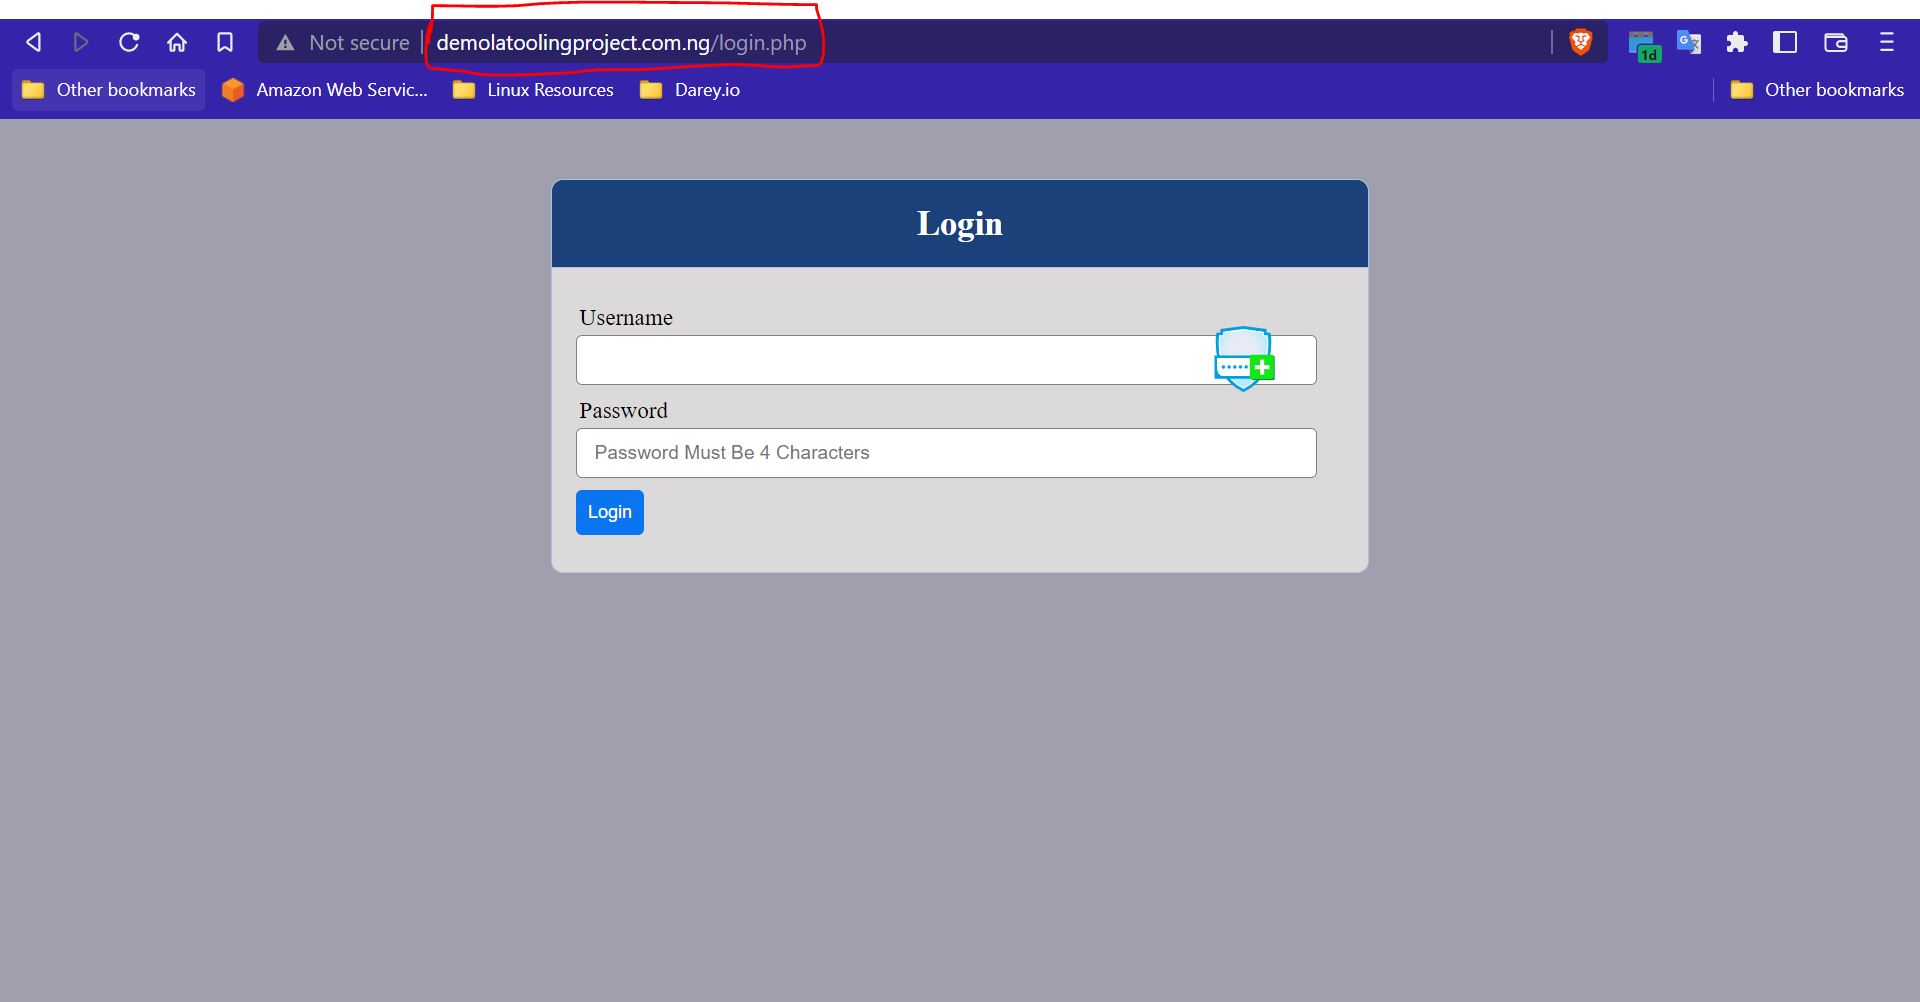 Not secure demolatoolingproject.com.ng/login.php
1d
Other bookmarks Amazon Web Servic... Linux Resources Darey.io Other bookmarks
Login
Username
Password
Password Must Be 4 Characters
Login